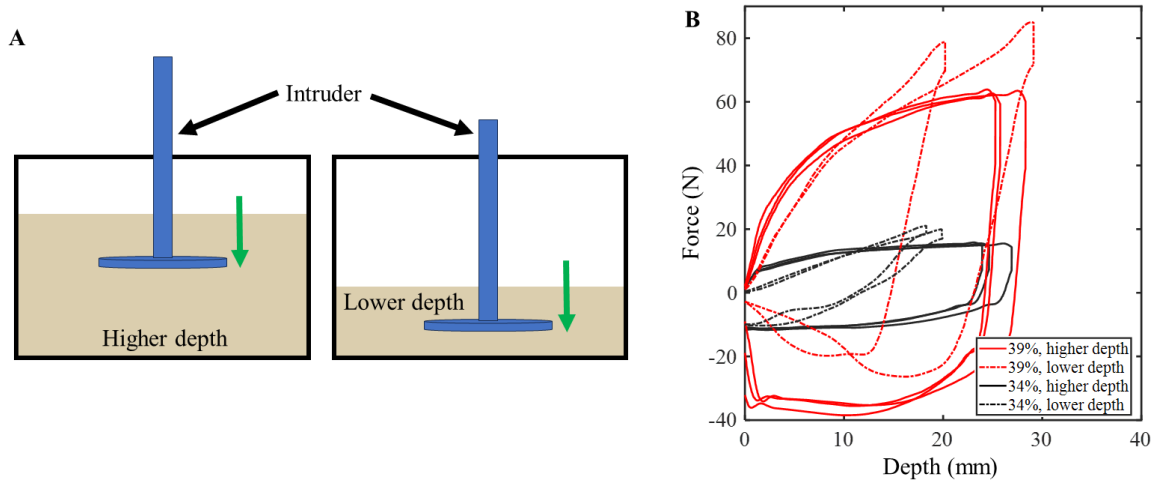 A
Intruder
Higher depth
Lower depth
B
Force (N)
80
60
40
20
0
-20
-40
0
10
20
30
40
Depth (mm)
39%, higher depth
39%, lower depth
34%, higher depth
34%, lower depth